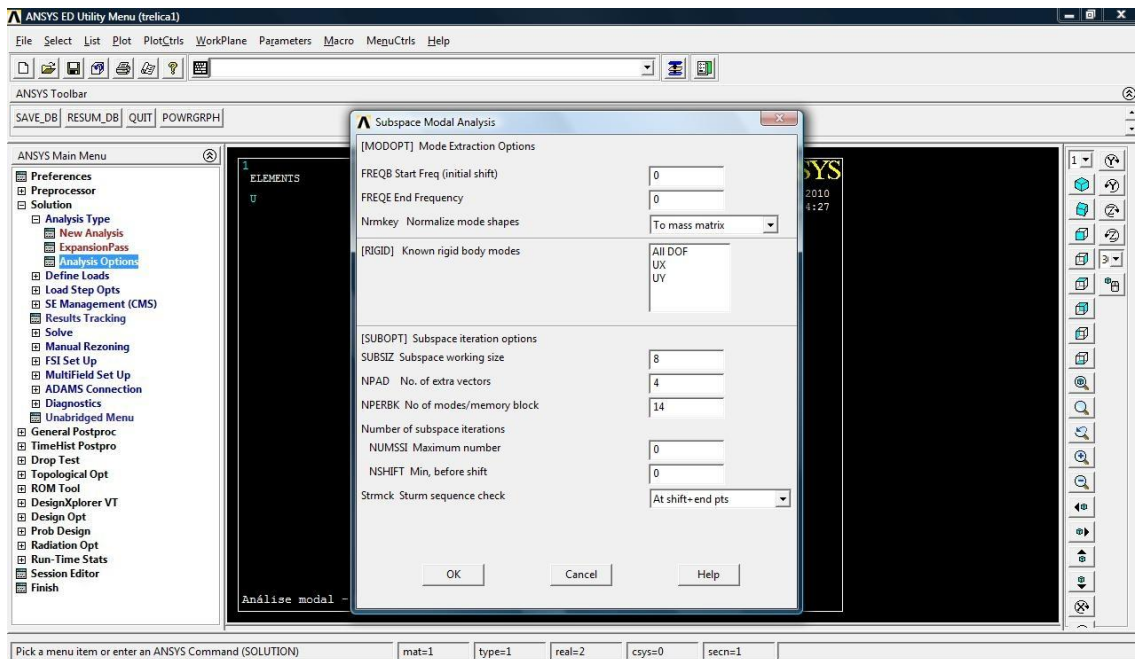 ANSYS ED Utility Menu (trelica1)
File Select List Plot PlotCtrls WorkPlane Parameters Macro MenuCtrls Help
ANSYS Toolbar
SAVE_DB RESUM_DB QUIT POWRGRPH
ANSYS Main Menu
Preferences
Preprocessor
Solution
Analysis Type
New Analysis
ExpansionPass
Analysis Options
Define Loads
Load Step Opts
SE Management (CMS)
Results Tracking
Solve
Manual Rezoning
FSI Set Up
MultiField Set Up
ADAMS Connection
Diagnostics
Unabridged Menu
General Postproc
TimeHist Postpro
Drop Test
Topological Opt
ROM Tool
DesignXplorer VT
Design Opt
Prob Design
Radiation Opt
Run-Time Stats
Session Editor
Finish
1
ELEMENTS
U
Análise modal -
Subspace Modal Analysis
[MODOPT] Mode Extraction Options
FREQB Start Freq (initial shift) 0
FREQE End Frequency 0
Nrmkey Normalize mode shapes To mass matrix
[RIGID] Known rigid body modes
All DOF
UX
UY
[SUBOPT] Subspace iteration options
SUBSIZ Subspace working size 8
NPAD No. of extra vectors 4
NPERBK No of modes/memory block 14
Number of subspace iterations
NUMSSI Maximum number 0
NSHIFT Min, before shift 0
Strmck Sturm sequence check At shift+end pts
OK Cancel Help
SYS
2010
4:27
1
3
Pick a menu item or enter an ANSYS Command (SOLUTION) mat=1 type=1 real=2 csys=0 secn=1